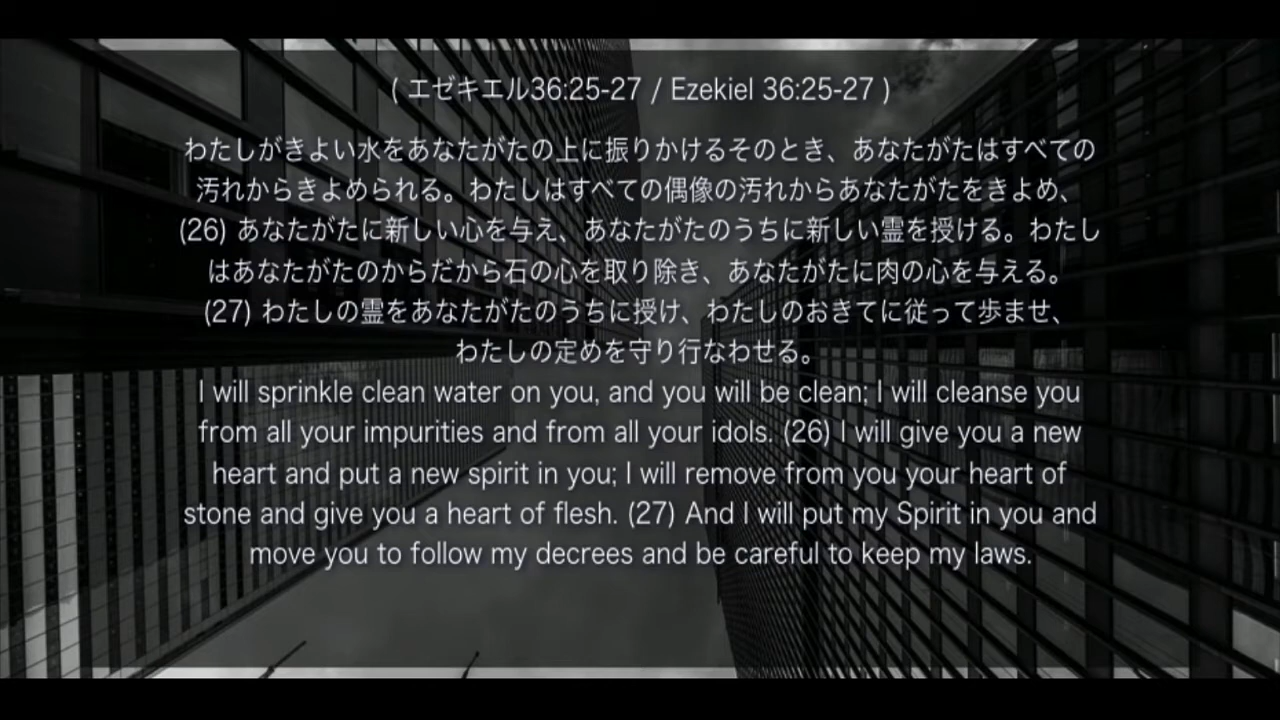 ( エゼキエル36:25-27 / Ezekiel 36:25-27 )
わたしがきよい水をあなたがたの上に振りかけるそのとき、あなたがたはすべての
汚れからきよめられる。わたしはすべての偶像の汚れからあなたがたをきよめ、
(26) あなたがたに新しい心を与え、あなたがたのうちに新しい霊を授ける。わたし
はあなたがたのからだから石の心を取り除き、あなたがたに肉の心を与える。
(27) わたしの霊をあなたがたのうちに授け、わたしのおきてに従って歩ませ、
わたしの定めを守り行なわせる。
I will sprinkle clean water on you, and you will be clean; I will cleanse you
from all your impurities and from all your idols. (26) I will give you a new
heart and put a new spirit in you; I will remove from you your heart of
stone and give you a heart of flesh. (27) And I will put my Spirit in you and
move you to follow my decrees and be careful to keep my laws.